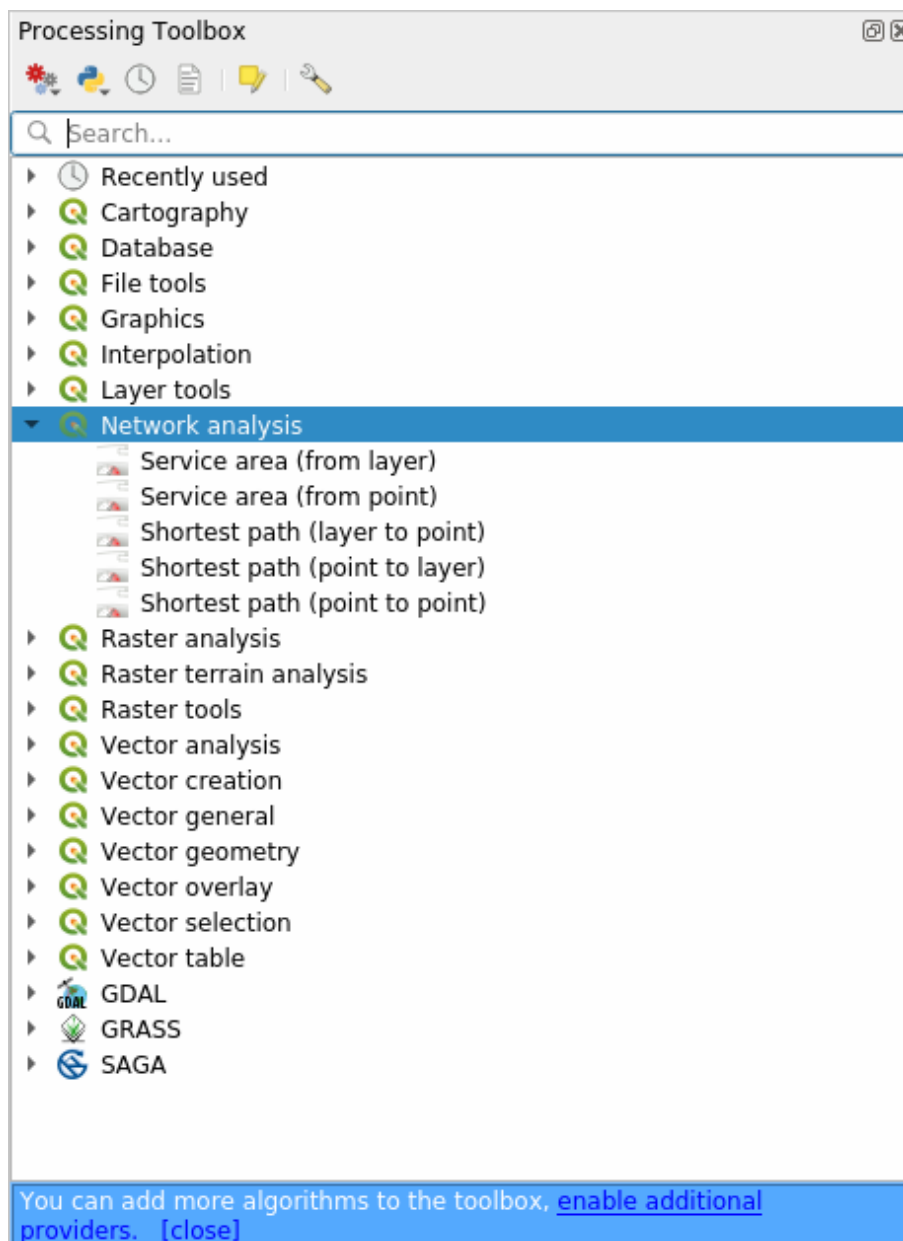 Processing Toolbox
Search...
Recently used
Cartography
Database
File tools
Graphics
Interpolation
Layer tools
Network analysis
Service area (from layer)
Service area (from point)
Shortest path (layer to point)
Shortest path (point to layer)
Shortest path (point to point)
Raster analysis
Raster terrain analysis
Raster tools
Vector analysis
Vector creation
Vector general
Vector geometry
Vector overlay
Vector selection
Vector table
GDAL GDAL
GRASS
SAGA
You can add more algorithms to the toolbox, enable additional
providers. [close]